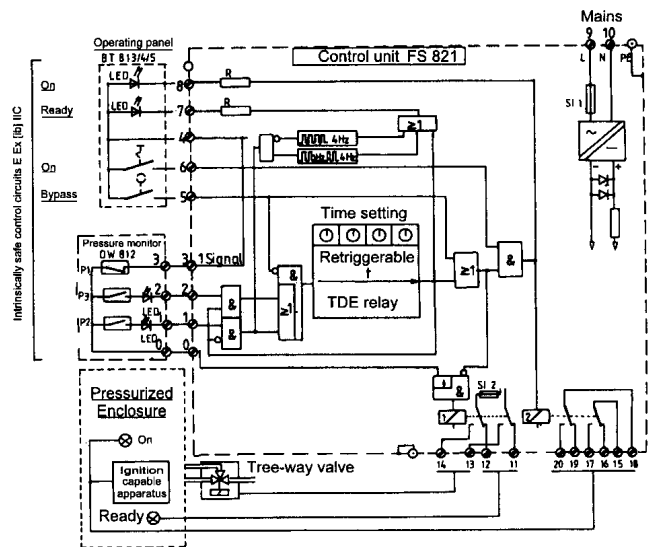 Mains
9 10
L N PE
Operating panel
BT 813/4/5
Control unit FS 821
LED
R
8
On
LED
R
7
Ready
SI 1
4
≥1
4Hz
4Hz
6
On
5
Bypass
Intrinsically safe control circuits E Ex [ib] IIC
Time setting
Pressure monitor
DW 812
Retriggerable
t
TDE relay
&
≥1
&
≥1
P1
3 3 1Signal
P3
2 2
LED
&
P2
1 1
LED
&
0 0
&
SI 2
1
2
Pressurized
Enclosure
On
14 13 12 11
20 19 17 16 15 18
Ignition
capable
apparatus
Tree-way valve
Ready